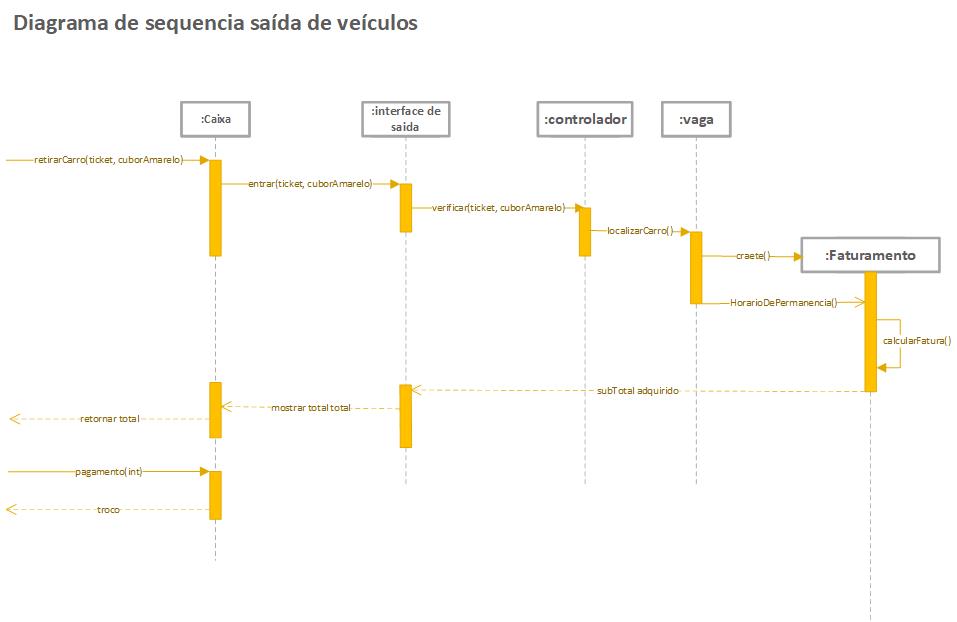 Diagrama de sequencia saída de veículos
:Caixa
:interface de
saida
:controlador
:vaga
retirarCarro(ticket, cuborAmarelo)
entrar(ticket, cuborAmarelo)
verificar(ticket, cuborAmarelo)
localizarCarro()
craete()
:Faturamento
HorarioDePermanencia()
calcularFatura()
subTotal adquirido
mostrar total total
retornar total
pagamento(int)
troco